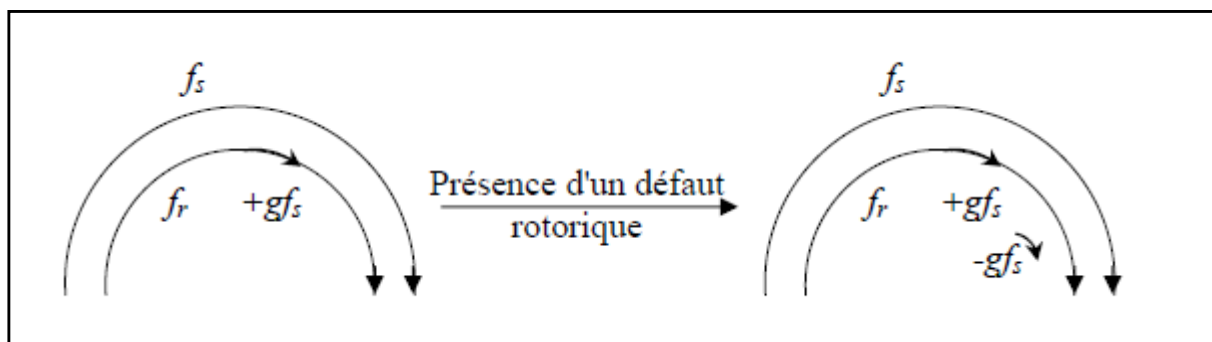 fs
fr
+gfs
Présence d'un défaut
rotorique
fs
fr
+gfs
-gfs